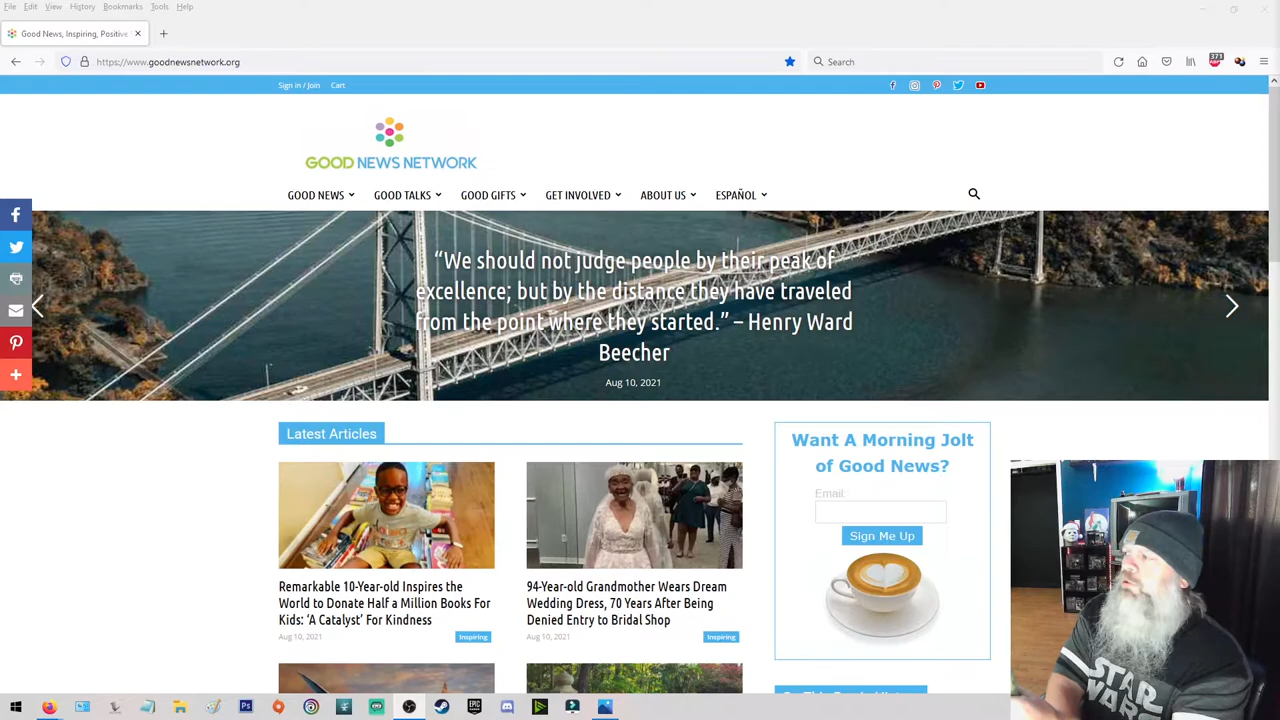 File Edit View History Bookmarks Tools Help
Good News, Inspiring, Positive
https://www.goodnewsnetwork.org
Search
371
ABP
Sign in / Join Cart
GOOD NEWS NETWORK
GOOD NEWS GOOD TALKS GOOD GIFTS GET INVOLVED ABOUT US ESPAÑOL
“We should not judge people by their peak of
excellence; but by the distance they have traveled
from the point where they started.” – Henry Ward
Beecher
Aug 10, 2021
Latest Articles
Remarkable 10-Year-old Inspires the
World to Donate Half a Million Books For
Kids: ‘A Catalyst’ For Kindness
Aug 10, 2021 Inspiring
94-Year-old Grandmother Wears Dream
Wedding Dress, 70 Years After Being
Denied Entry to Bridal Shop
Aug 10, 2021 Inspiring
Want A Morning Jolt
of Good News?
Email:
Sign Me Up
STAR
WARS
Ps
EPIC